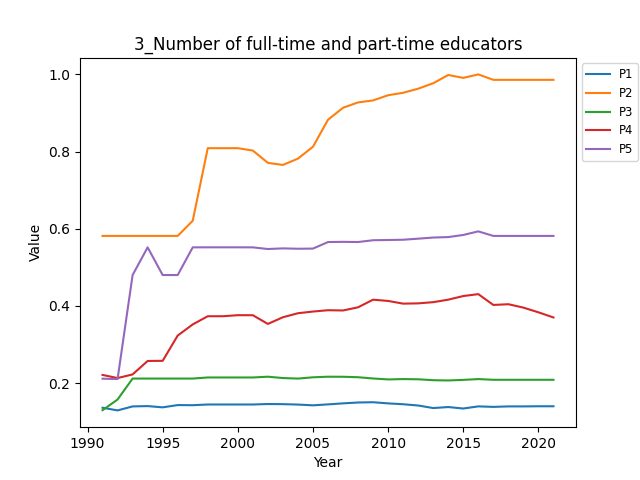 3_Number of full-time and part-time educators
1.0
0.8
0.6
0.4
0.2
Value
1990 1995 2000 2005 2010 2015 2020
Year
P1
P2
P3
P4
P5